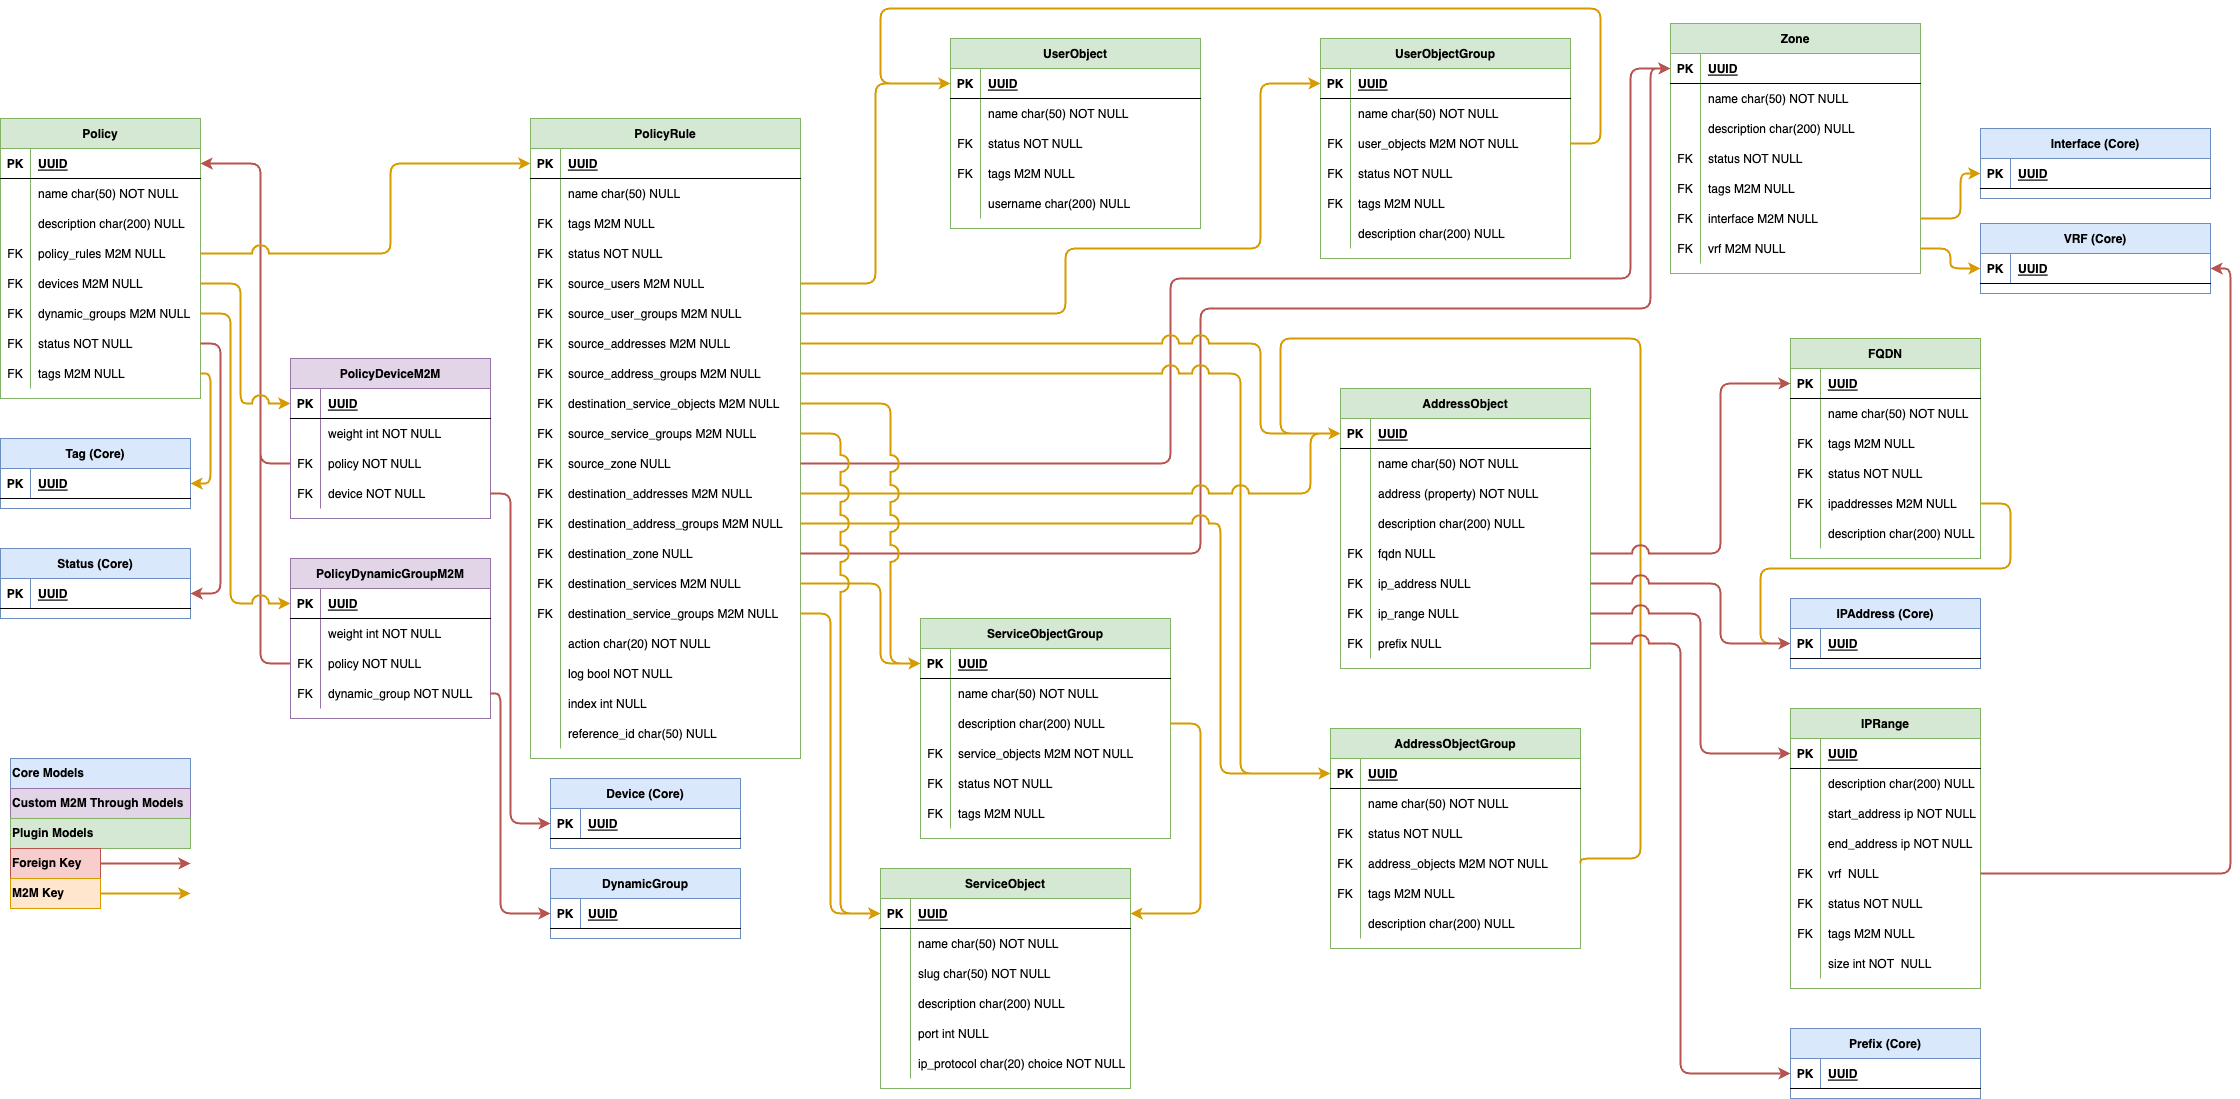 Policy
PK UUID
name char(50) NOT NULL
description char(200) NULL
FK policy_rules M2M NULL
FK devices M2M NULL
FK dynamic_groups M2M NULL
FK status NOT NULL
FK tags M2M NULL
Tag (Core)
PK UUID
Status (Core)
PK UUID
Core Models
Custom M2M Through Models
Plugin Models
Foreign Key
M2M Key
PolicyDeviceM2M
PK UUID
weight int NOT NULL
FK policy NOT NULL
FK device NOT NULL
PolicyDynamicGroupM2M
PK UUID
weight int NOT NULL
FK policy NOT NULL
FK dynamic_group NOT NULL
PolicyRule
PK UUID
name char(50) NULL
FK tags M2M NULL
FK status NOT NULL
FK source_users M2M NULL
FK source_user_groups M2M NULL
FK source_addresses M2M NULL
FK source_address_groups M2M NULL
FK destination_service_objects M2M NULL
FK source_service_groups M2M NULL
FK source_zone NULL
FK destination_addresses M2M NULL
FK destination_address_groups M2M NULL
FK destination_zone NULL
FK destination_services M2M NULL
FK destination_service_groups M2M NULL
action char(20) NOT NULL
log bool NOT NULL
index int NULL
reference_id char(50) NULL
Device (Core)
PK UUID
DynamicGroup
PK UUID
UserObject
PK UUID
name char(50) NOT NULL
FK status NOT NULL
FK tags M2M NULL
username char(200) NULL
ServiceObjectGroup
PK UUID
name char(50) NOT NULL
description char(200) NULL
FK service_objects M2M NOT NULL
FK status NOT NULL
FK tags M2M NULL
ServiceObject
PK UUID
name char(50) NOT NULL
slug char(50) NOT NULL
description char(200) NULL
port int NULL
ip_protocol char(20) choice NOT NULL
UserObjectGroup
PK UUID
name char(50) NOT NULL
FK user_objects M2M NOT NULL
FK status NOT NULL
FK tags M2M NULL
description char(200) NULL
AddressObject
PK UUID
name char(50) NOT NULL
address (property) NOT NULL
description char(200) NULL
FK fqdn NULL
FK ip_address NULL
FK ip_range NULL
FK prefix NULL
AddressObjectGroup
PK UUID
name char(50) NOT NULL
FK status NOT NULL
FK address_objects M2M NOT NULL
FK tags M2M NULL
description char(200) NULL
Zone
PK UUID
name char(50) NOT NULL
description char(200) NULL
FK status NOT NULL
FK tags M2M NULL
FK interface M2M NULL
FK vrf M2M NULL
Interface (Core)
PK UUID
VRF (Core)
PK UUID
FQDN
PK UUID
name char(50) NOT NULL
FK tags M2M NULL
FK status NOT NULL
FK ipaddresses M2M NULL
description char(200) NULL
IPAddress (Core)
PK UUID
IPRange
PK UUID
description char(200) NULL
start_address ip NOT NULL
end_address ip NOT NULL
FK vrf NULL
FK status NOT NULL
FK tags M2M NULL
size int NOT NULL
Prefix (Core)
PK UUID